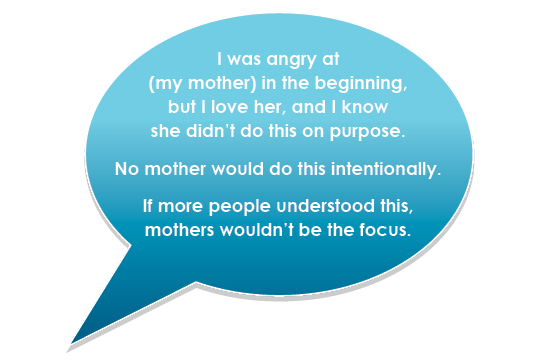 I was angry at
(my mother) in the beginning,
but I love her, and I know
she didn't do this on purpose.
No mother would do this intentionally.
If more people understood this,
mothers wouldn't be the focus.